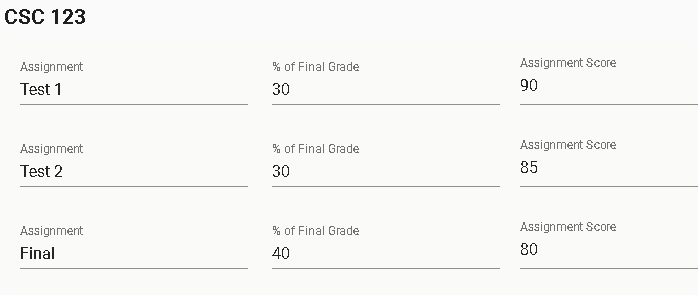 CSC 123
Assignment % of Final Grade Assignment Score
Test 1 30 90
Assignment % of Final Grade Assignment Score
Test 2 30 85
Assignment % of Final Grade Assignment Score
Final 40 80